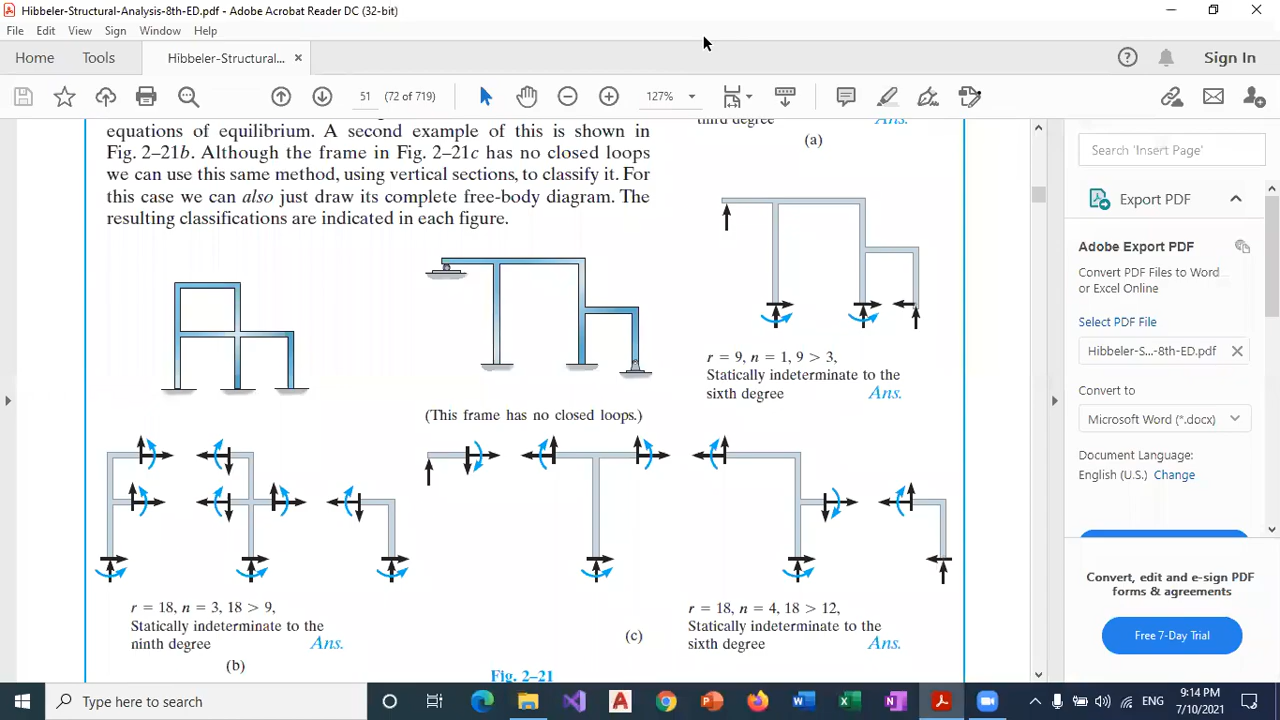 Hibbeler-Structural-Analysis-8th-ED.pdf - Adobe Acrobat Reader DC (32-bit)
File Edit View Sign Window Help
Home Tools Hibbeler-Structural... × Sign In
51 (72 of 719) 127%
equations of equilibrium. A second example of this is shown in
Fig. 2–21b. Although the frame in Fig. 2–21c has no closed loops
we can use this same method, using vertical sections, to classify it. For
this case we can also just draw its complete free-body diagram. The
resulting classifications are indicated in each figure.
third degree Ans.
(a)
r = 9, n = 1, 9 > 3,
Statically indeterminate to the
sixth degree Ans.
(This frame has no closed loops.)
r = 18, n = 3, 18 > 9,
Statically indeterminate to the
ninth degree Ans.
(b)
(c)
r = 18, n = 4, 18 > 12,
Statically indeterminate to the
sixth degree Ans.
Fig. 2–21
Search 'Insert Page'
Export PDF
Adobe Export PDF
Convert PDF Files to Word
or Excel Online
Select PDF File
Hibbeler-S...-8th-ED.pdf ×
Convert to
Microsoft Word (*.docx)
Document Language:
English (U.S.) Change
Convert, edit and e-sign PDF
forms & agreements
Free 7-Day Trial
Type here to search
ENG
9:14 PM
7/10/2021